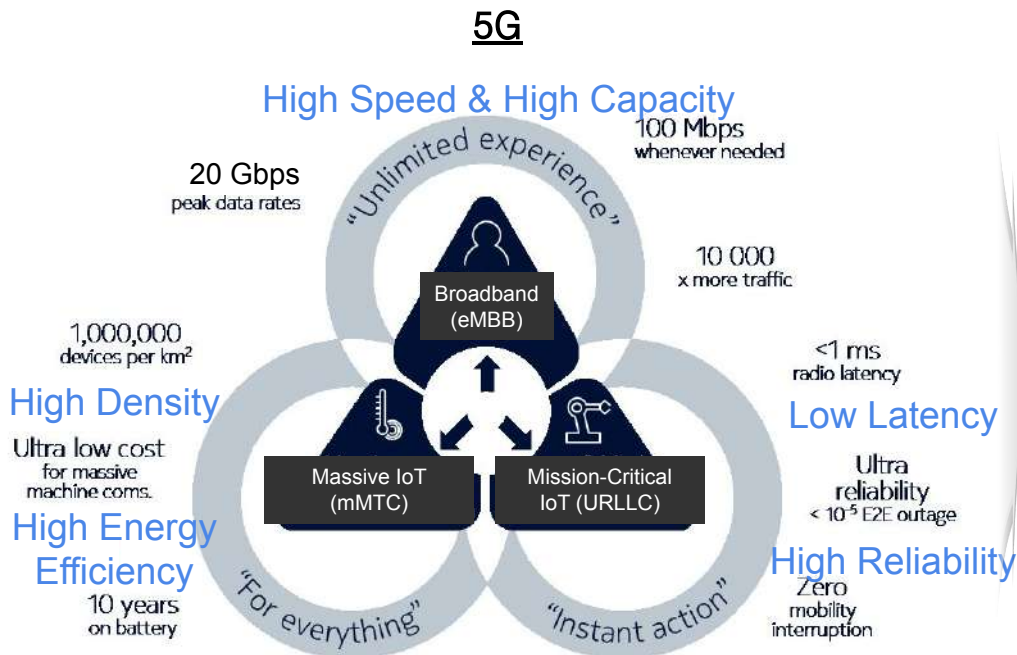 5G
High Speed & High Capacity
"Unlimited experience"
100 Mbps
whenever needed
20 Gbps
peak data rates
10 000
x more traffic
Broadband
(eMBB)
1,000,000
devices per km²
<1 ms
radio latency
High Density
Low Latency
Ultra low cost
for massive
machine coms.
Massive IoT
(mMTC)
Mission-Critical
IoT (URLLC)
Ultra
reliability
< 10⁻⁵ E2E outage
High Energy
Efficiency
High Reliability
10 years
on battery
"For everything"
"Instant action"
Zero
mobility
interruption